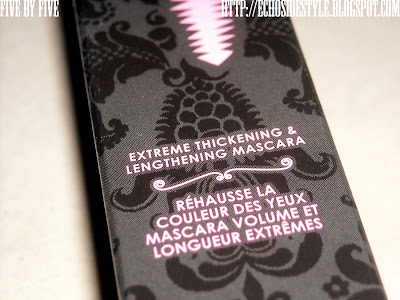 FIVE BY FIVE
HTTP://ECHOSIDESTYLE.BLOGSPOT.COM
EXTREME THICKENING &
LENGTHENING MASCARA
RÉHAUSSE LA
COULEUR DES YEUX
MASCARA VOLUME ET
LONGUEUR EXTRÊMES